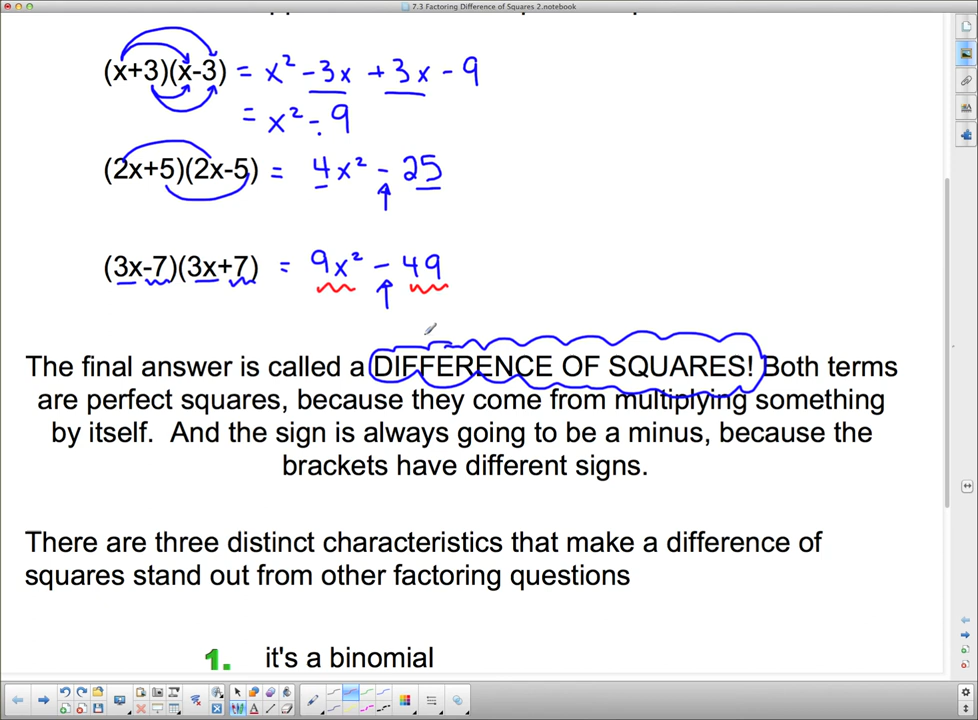 7.3 Factoring Difference of Squares 2.notebook
(x+3)(x-3) = x² - 3x + 3x - 9
= x² - 9
(2x+5)(2x-5) = 4x² - 25
(3x-7)(3x+7) = 9x² - 49
The final answer is called a DIFFERENCE OF SQUARES! Both terms
are perfect squares, because they come from multiplying something
by itself. And the sign is always going to be a minus, because the
brackets have different signs.
There are three distinct characteristics that make a difference of
squares stand out from other factoring questions
1. it's a binomial